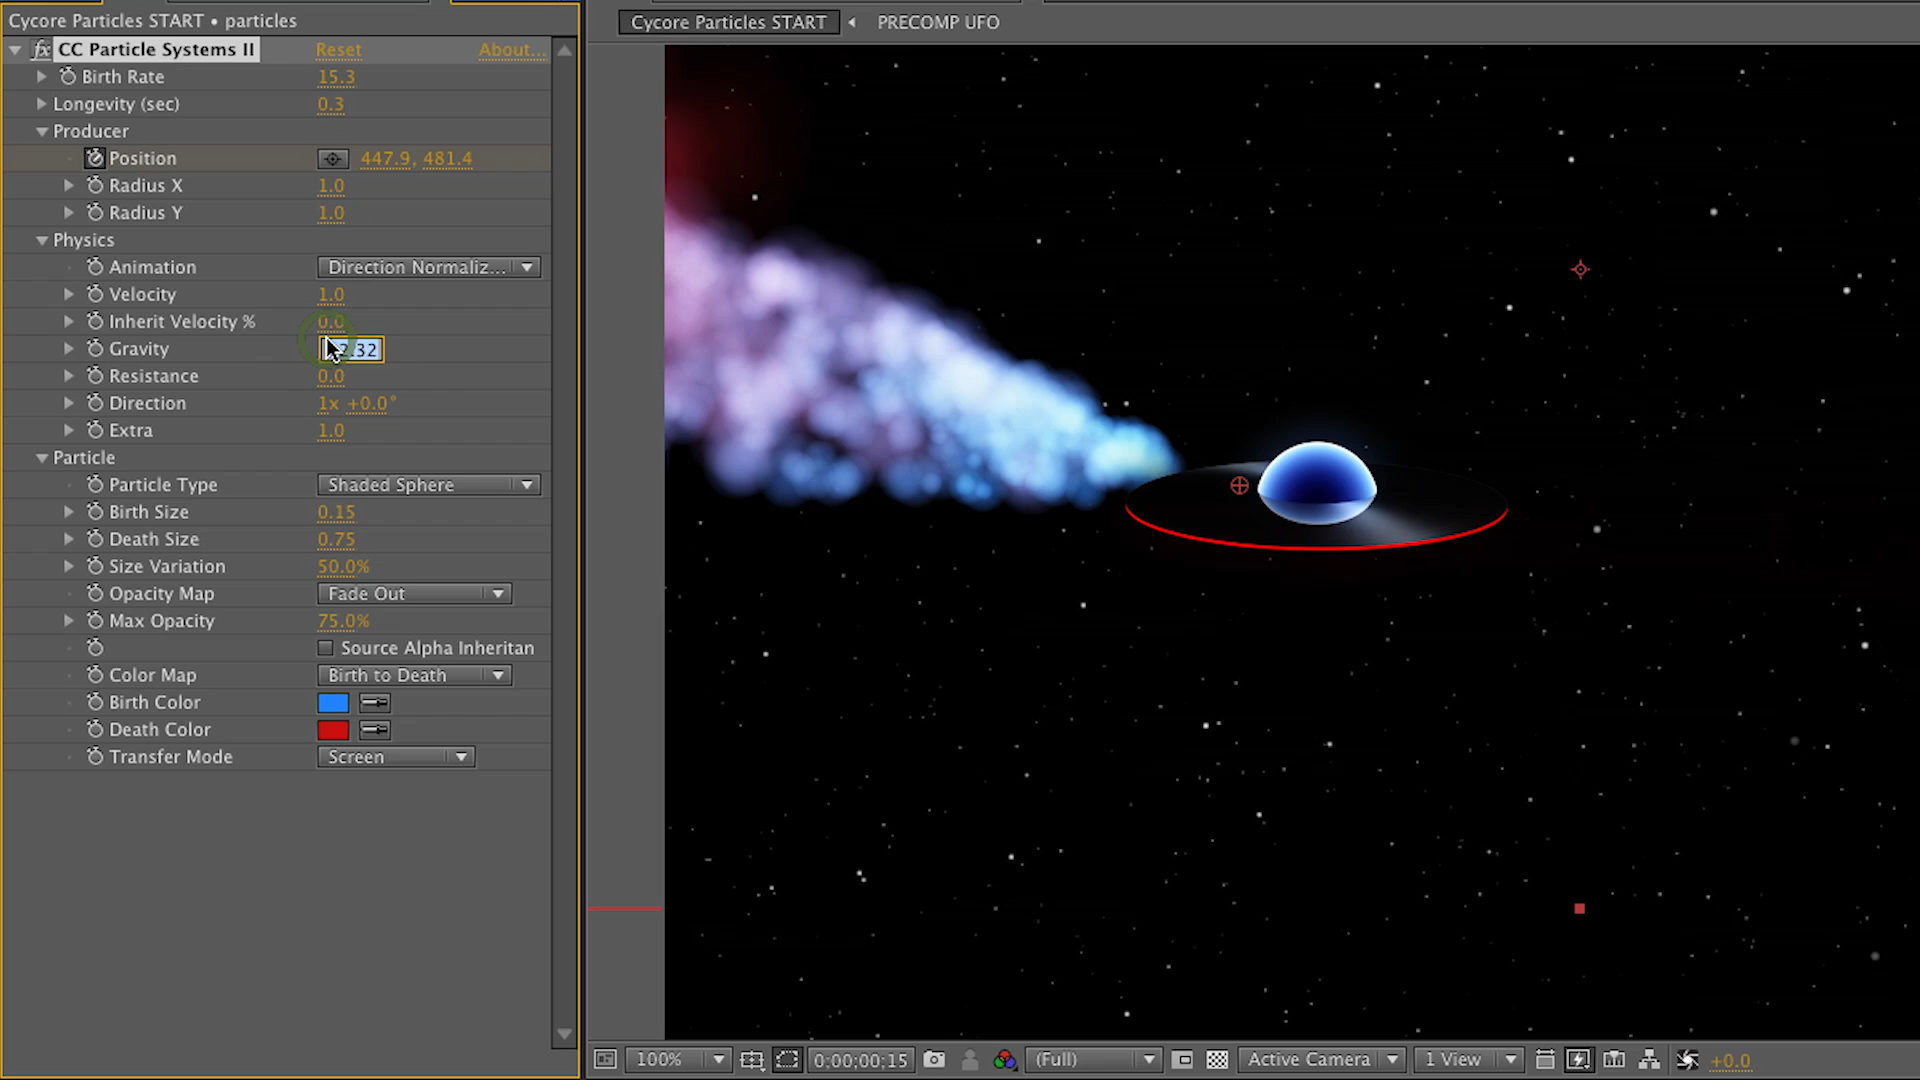 Cycore Particles START • particles
fx CC Particle Systems II Reset About...
Birth Rate 15.3
Longevity (sec) 0.3
Producer
Position 447.9, 481.4
Radius X 1.0
Radius Y 1.0
Physics
Animation Direction Normaliz...
Velocity 1.0
Inherit Velocity % 0.0
Gravity
Resistance 0.0
Direction 1x +0.0°
Extra 1.0
Particle
Particle Type Shaded Sphere
Birth Size 0.15
Death Size 0.75
Size Variation 50.0%
Opacity Map Fade Out
Max Opacity 75.0%
Source Alpha Inheritan
Color Map Birth to Death
Birth Color
Death Color
Transfer Mode Screen
Cycore Particles START PRECOMP UFO
100% 0;00;00;15 (Full) Active Camera 1 View +0.0